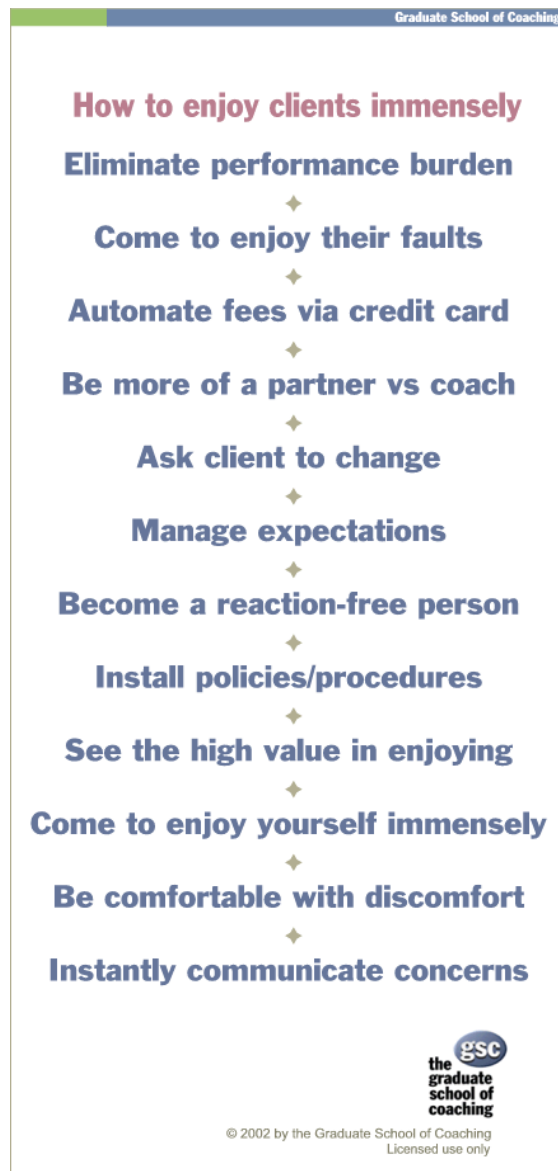 Graduate School of Coaching
How to enjoy clients immensely
Eliminate performance burden
Come to enjoy their faults
Automate fees via credit card
Be more of a partner vs coach
Ask client to change
Manage expectations
Become a reaction-free person
Install policies/procedures
See the high value in enjoying
Come to enjoy yourself immensely
Be comfortable with discomfort
Instantly communicate concerns
gsc
the
graduate
school of
coaching
© 2002 by the Graduate School of Coaching
Licensed use only